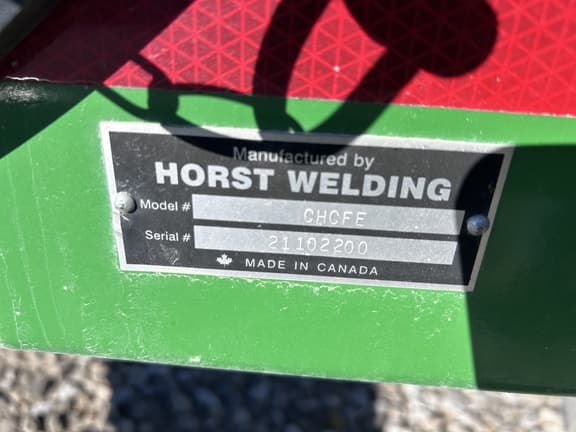 Manufactured by
HORST WELDING
Model # CHCFE
Serial # 21102200
MADE IN CANADA